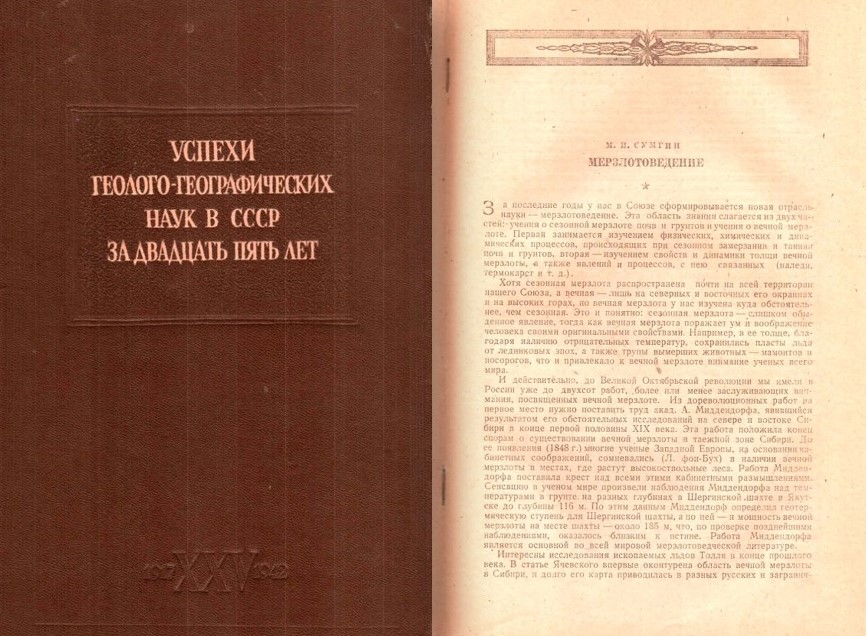 УСПЕХИ
ГЕОЛОГО-ГЕОГРАФИЧЕСКИХ
НАУК В СССР
ЗА ДВАДЦАТЬ ПЯТЬ ЛЕТ
1917 XXV 1942
М. И. СУМГИН
МЕРЗЛОТОВЕДЕНИЕ
*
За последние годы у нас в Союзе сформировывается новая отрасль
науки — мерзлотоведение. Эта область знания слагается из двух ча-
стей: учения о сезонной мерзлоте почв и грунтов и учения о вечной мерз-
лоте. Первая занимается изучением физических, химических и дина-
мических процессов, происходящих при сезонном замерзании и таянии
почв и грунтов, вторая — изучением свойств и динамики толщи вечной
мерзлоты, а также явлений и процессов, с нею связанных (наледи,
термокарст и т. д.).
Хотя сезонная мерзлота распространена почти на всей территории
нашего Союза, а вечная — лишь на северных и восточных его окраинах
и на высоких горах, но вечная мерзлота у нас изучена куда обстоятель-
нее, чем сезонная. Это и понятно: сезонная мерзлота — слишком обы-
денное явление, тогда как вечная мерзлота поражает ум и воображение
человека своими оригинальными свойствами. Например, в ее толще, бла-
годаря наличию отрицательных температур, сохранились пласты льда
от ледниковых эпох, а также трупы вымерших животных — мамонтов и
носорогов, что и привлекало к вечной мерзлоте внимание ученых всего
мира.
И действительно, до Великой Октябрьской революции мы имели в
России уже до двухсот работ, более или менее заслуживающих вни-
мания, посвященных вечной мерзлоте. Из дореволюционных работ на
первое место нужно поставить труд акад. А. Миддендорфа, явившийся
результатом его обстоятельных исследований на севере и востоке Си-
бири в конце первой половины XIX века. Эта работа положила конец
спорам о существовании вечной мерзлоты в таежной зоне Сибири. До
ее появления (1848 г.) многие ученые Западной Европы, на основании ка-
бинетных соображений, сомневались (Л. фон-Бух) в наличии вечной
мерзлоты в местах, где растут высокоствольные леса. Работа Мидден-
дорфа поставила крест над всеми этими кабинетными размышлениями.
Сенсацию в ученом мире произвели наблюдения Миддендорфа над тем-
пературами в грунте на разных глубинах в Шергинской шахте в Якут-
ске до глубины 116 м. По этим данным Миддендорф определил геотер-
мическую ступень для Шергинской шахты, а по ней — и мощность вечной
мерзлоты на месте шахты — около 185 м, что, по проверке позднейшими
наблюдениями, оказалось близким к истине. Работа Миддендорфа
является основной во всей мировой мерзлотоведческой литературе.
Интересны исследования ископаемых льдов Толля в конце прошлого
века. В статье Ячевского впервые оконтурена область вечной мерзлоты
в Сибири, и долго его карта приводилась в разных русских и загранич-